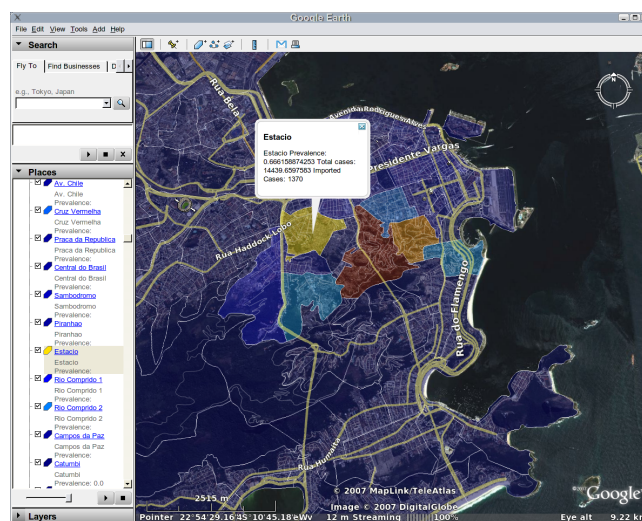 Google Earth
File Edit View Tools Add Help
Search
Fly To
Find Businesses
D
e.g., Tokyo, Japan
Places
Av. Chile
Av. Chile
Prevalence:
Cruz Vermelha
Cruz Vermelha
Prevalence:
Praca da Republica
Praca da Republica
Prevalence:
Central do Brasil
Central do Brasil
Prevalence:
Sambodromo
Sambodromo
Prevalence:
Piranhao
Piranhao
Prevalence:
Estacio
Estacio
Prevalence:
Rio Comprido 1
Rio Comprido 1
Prevalence:
Rio Comprido 2
Rio Comprido 2
Prevalence:
Campos da Paz
Campos da Paz
Prevalence:
Catumbi
Catumbi
Prevalence: 0.0
Layers
Rua Bela
Avenida Rodrigues Alves
Presidente Vargas
Estacio
Estacio Prevalence:
0.666158874253 Total cases:
14439.6597583 Imported
Cases: 1370
Rua Haddock Lobo
Rua do Flamengo
Rua Humaita
N
2515 m
© 2007 MapLink/TeleAtlas
Image © 2007 DigitalGlobe
©2007 Google
Pointer 22°54'29.16"S 10'45.18"W
12 m Streaming |||||||||| 100%
Eye alt 9.22 km